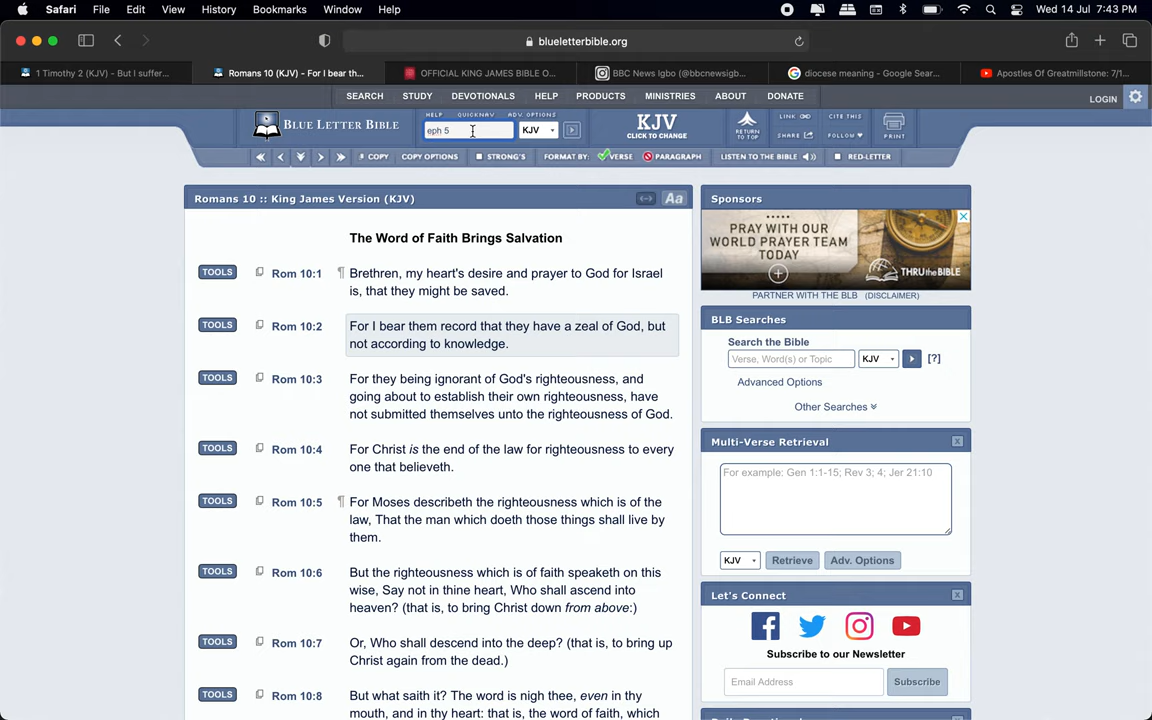 Safari File Edit View History Bookmarks Window Help Wed 14 Jul 7:43 PM
blueletterbible.org
1 Timothy 2 (KJV) - But I suffer... Romans 10 (KJV) - For I bear th... OFFICIAL KING JAMES BIBLE O... BBC News Igbo (@bbcnewsigb... diocese meaning - Google Sear... Apostles Of Greatmillstone: 7/1...
SEARCH STUDY DEVOTIONALS HELP PRODUCTS MINISTRIES ABOUT DONATE LOGIN
HELP QUICKNAV ADV. OPTIONS
BLUE LETTER BIBLE eph 5 KJV
KJV
CLICK TO CHANGE
RETURN
TO TOP
LINK CITE THIS
SHARE FOLLOW
PRINT
COPY COPY OPTIONS STRONG'S FORMAT BY: VERSE PARAGRAPH LISTEN TO THE BIBLE RED-LETTER
Romans 10 :: King James Version (KJV) Aa
The Word of Faith Brings Salvation
TOOLS Rom 10:1 ¶ Brethren, my heart's desire and prayer to God for Israel
is, that they might be saved.
TOOLS Rom 10:2 For I bear them record that they have a zeal of God, but
not according to knowledge.
TOOLS Rom 10:3 For they being ignorant of God's righteousness, and
going about to establish their own righteousness, have
not submitted themselves unto the righteousness of God.
TOOLS Rom 10:4 For Christ is the end of the law for righteousness to every
one that believeth.
TOOLS Rom 10:5 ¶ For Moses describeth the righteousness which is of the
law, That the man which doeth those things shall live by
them.
TOOLS Rom 10:6 But the righteousness which is of faith speaketh on this
wise, Say not in thine heart, Who shall ascend into
heaven? (that is, to bring Christ down from above:)
TOOLS Rom 10:7 Or, Who shall descend into the deep? (that is, to bring up
Christ again from the dead.)
TOOLS Rom 10:8 But what saith it? The word is nigh thee, even in thy
mouth, and in thy heart: that is, the word of faith, which
Sponsors
PRAY WITH OUR
WORLD PRAYER TEAM
TODAY
THRU the BIBLE
PARTNER WITH THE BLB (DISCLAIMER)
BLB Searches
Search the Bible
Verse, Word(s) or Topic KJV [?]
Advanced Options
Other Searches
Multi-Verse Retrieval
For example: Gen 1:1-15; Rev 3; 4; Jer 21:10
KJV Retrieve Adv. Options
Let's Connect
Subscribe to our Newsletter
Email Address Subscribe